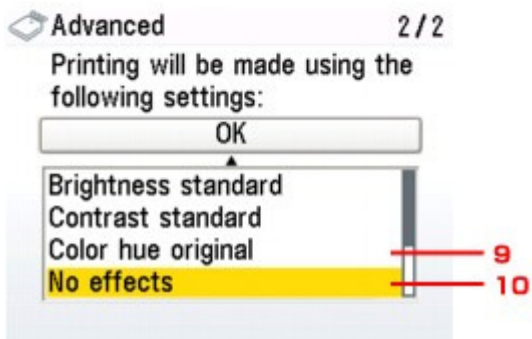 Advanced 2/2
Printing will be made using the
following settings:
OK
Brightness standard
Contrast standard
Color hue original 9
No effects 10